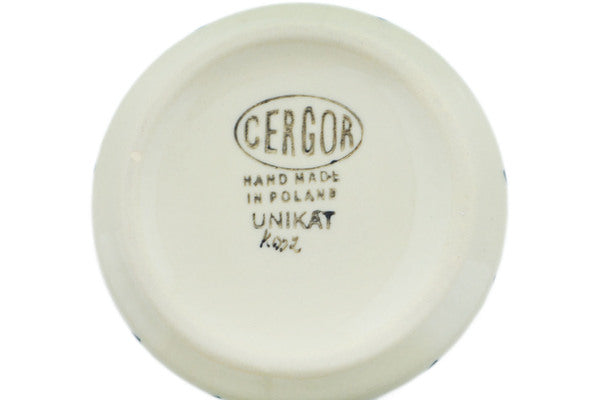 CERGOR
HAND MADE
IN POLAND
UNIKAT